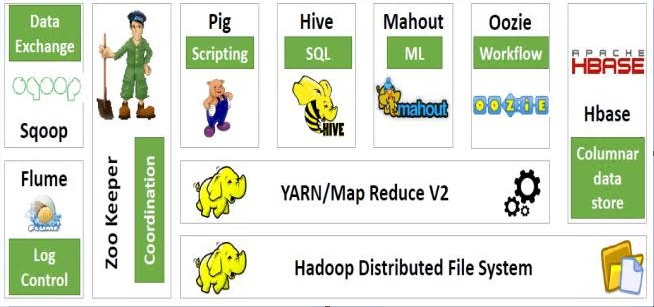 Data
Exchange
sqoop
Sqoop
Flume
FLUME
Log
Control
Zoo Keeper
Coordination
Pig
Scripting
Hive
SQL
HIVE
Mahout
ML
mahout
Oozie
Workflow
OOZIE
APACHE
HBASE
Hbase
Columnar
data
store
YARN/Map Reduce V2
Hadoop Distributed File System